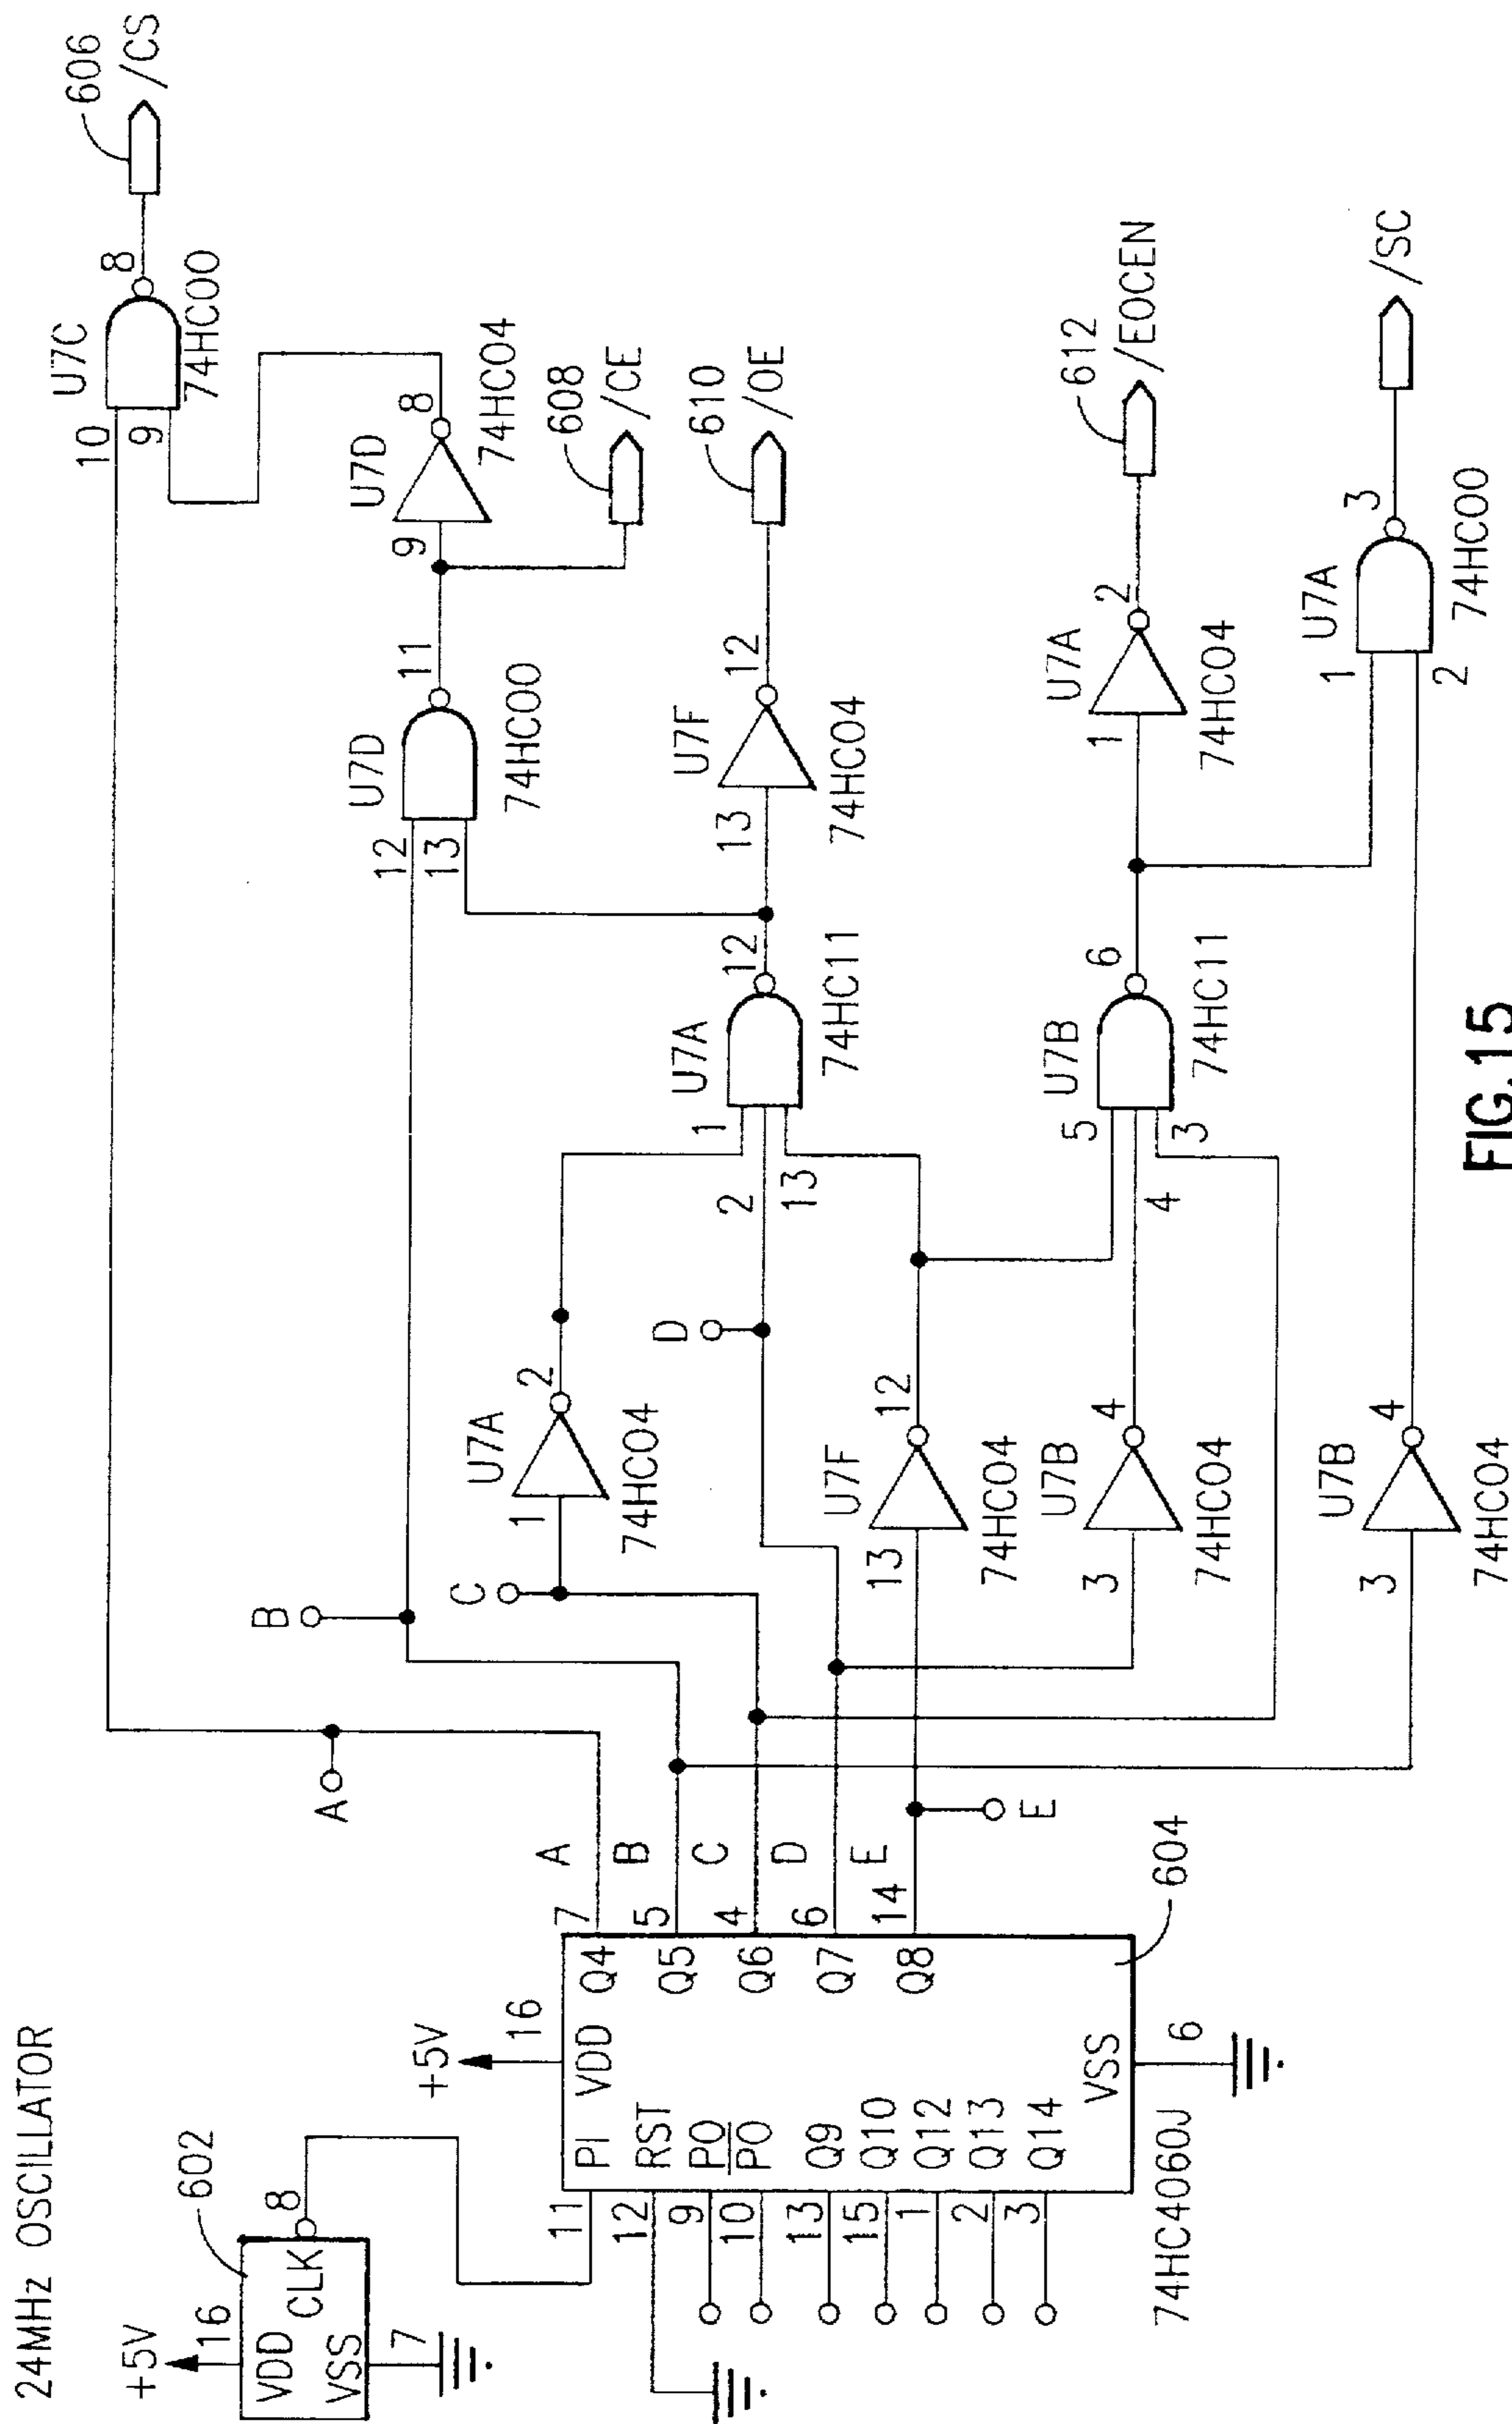 24MHz OSCILLATOR
+5V
16
602
VDD
CLK
8
VSS
7
+5V
16
11
PI
VDD
Q4
7
A
12
RST
Q5
5
B
9
PO
Q6
4
C
10
PO
Q7
6
D
13
Q9
Q8
14
E
15
Q10
1
Q12
2
Q13
3
Q14
VSS
6
74HC4060J
604
A
B
C
D
E
1
U7A
2
74HC04
13
U7F
12
74HC04
3
U7B
4
74HC04
3
U7B
4
74HC04
1
2
13
U7A
12
74HC11
5
4
3
U7B
6
74HC11
12
13
U7D
11
74HC00
13
U7F
12
74HC04
9
U7D
8
74HC04
10
9
U7C
8
74HC00
606
/CS
608
/CE
610
/OE
1
U7A
2
74HC04
612
/EOCEN
1
2
U7A
3
74HC00
/SC
FIG.15